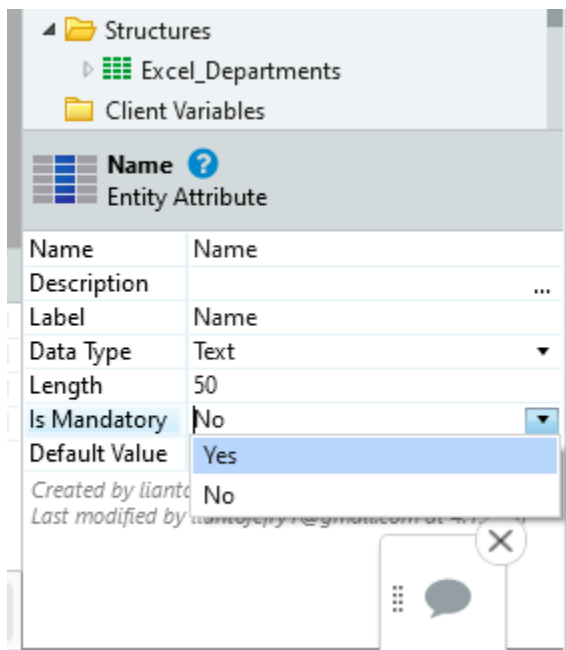 Structures
Excel_Departments
Client Variables
Name ?
Entity Attribute
Name Name
Description ...
Label Name
Data Type Text
Length 50
Is Mandatory No
Default Value
Yes
No
Created by
Last modified by